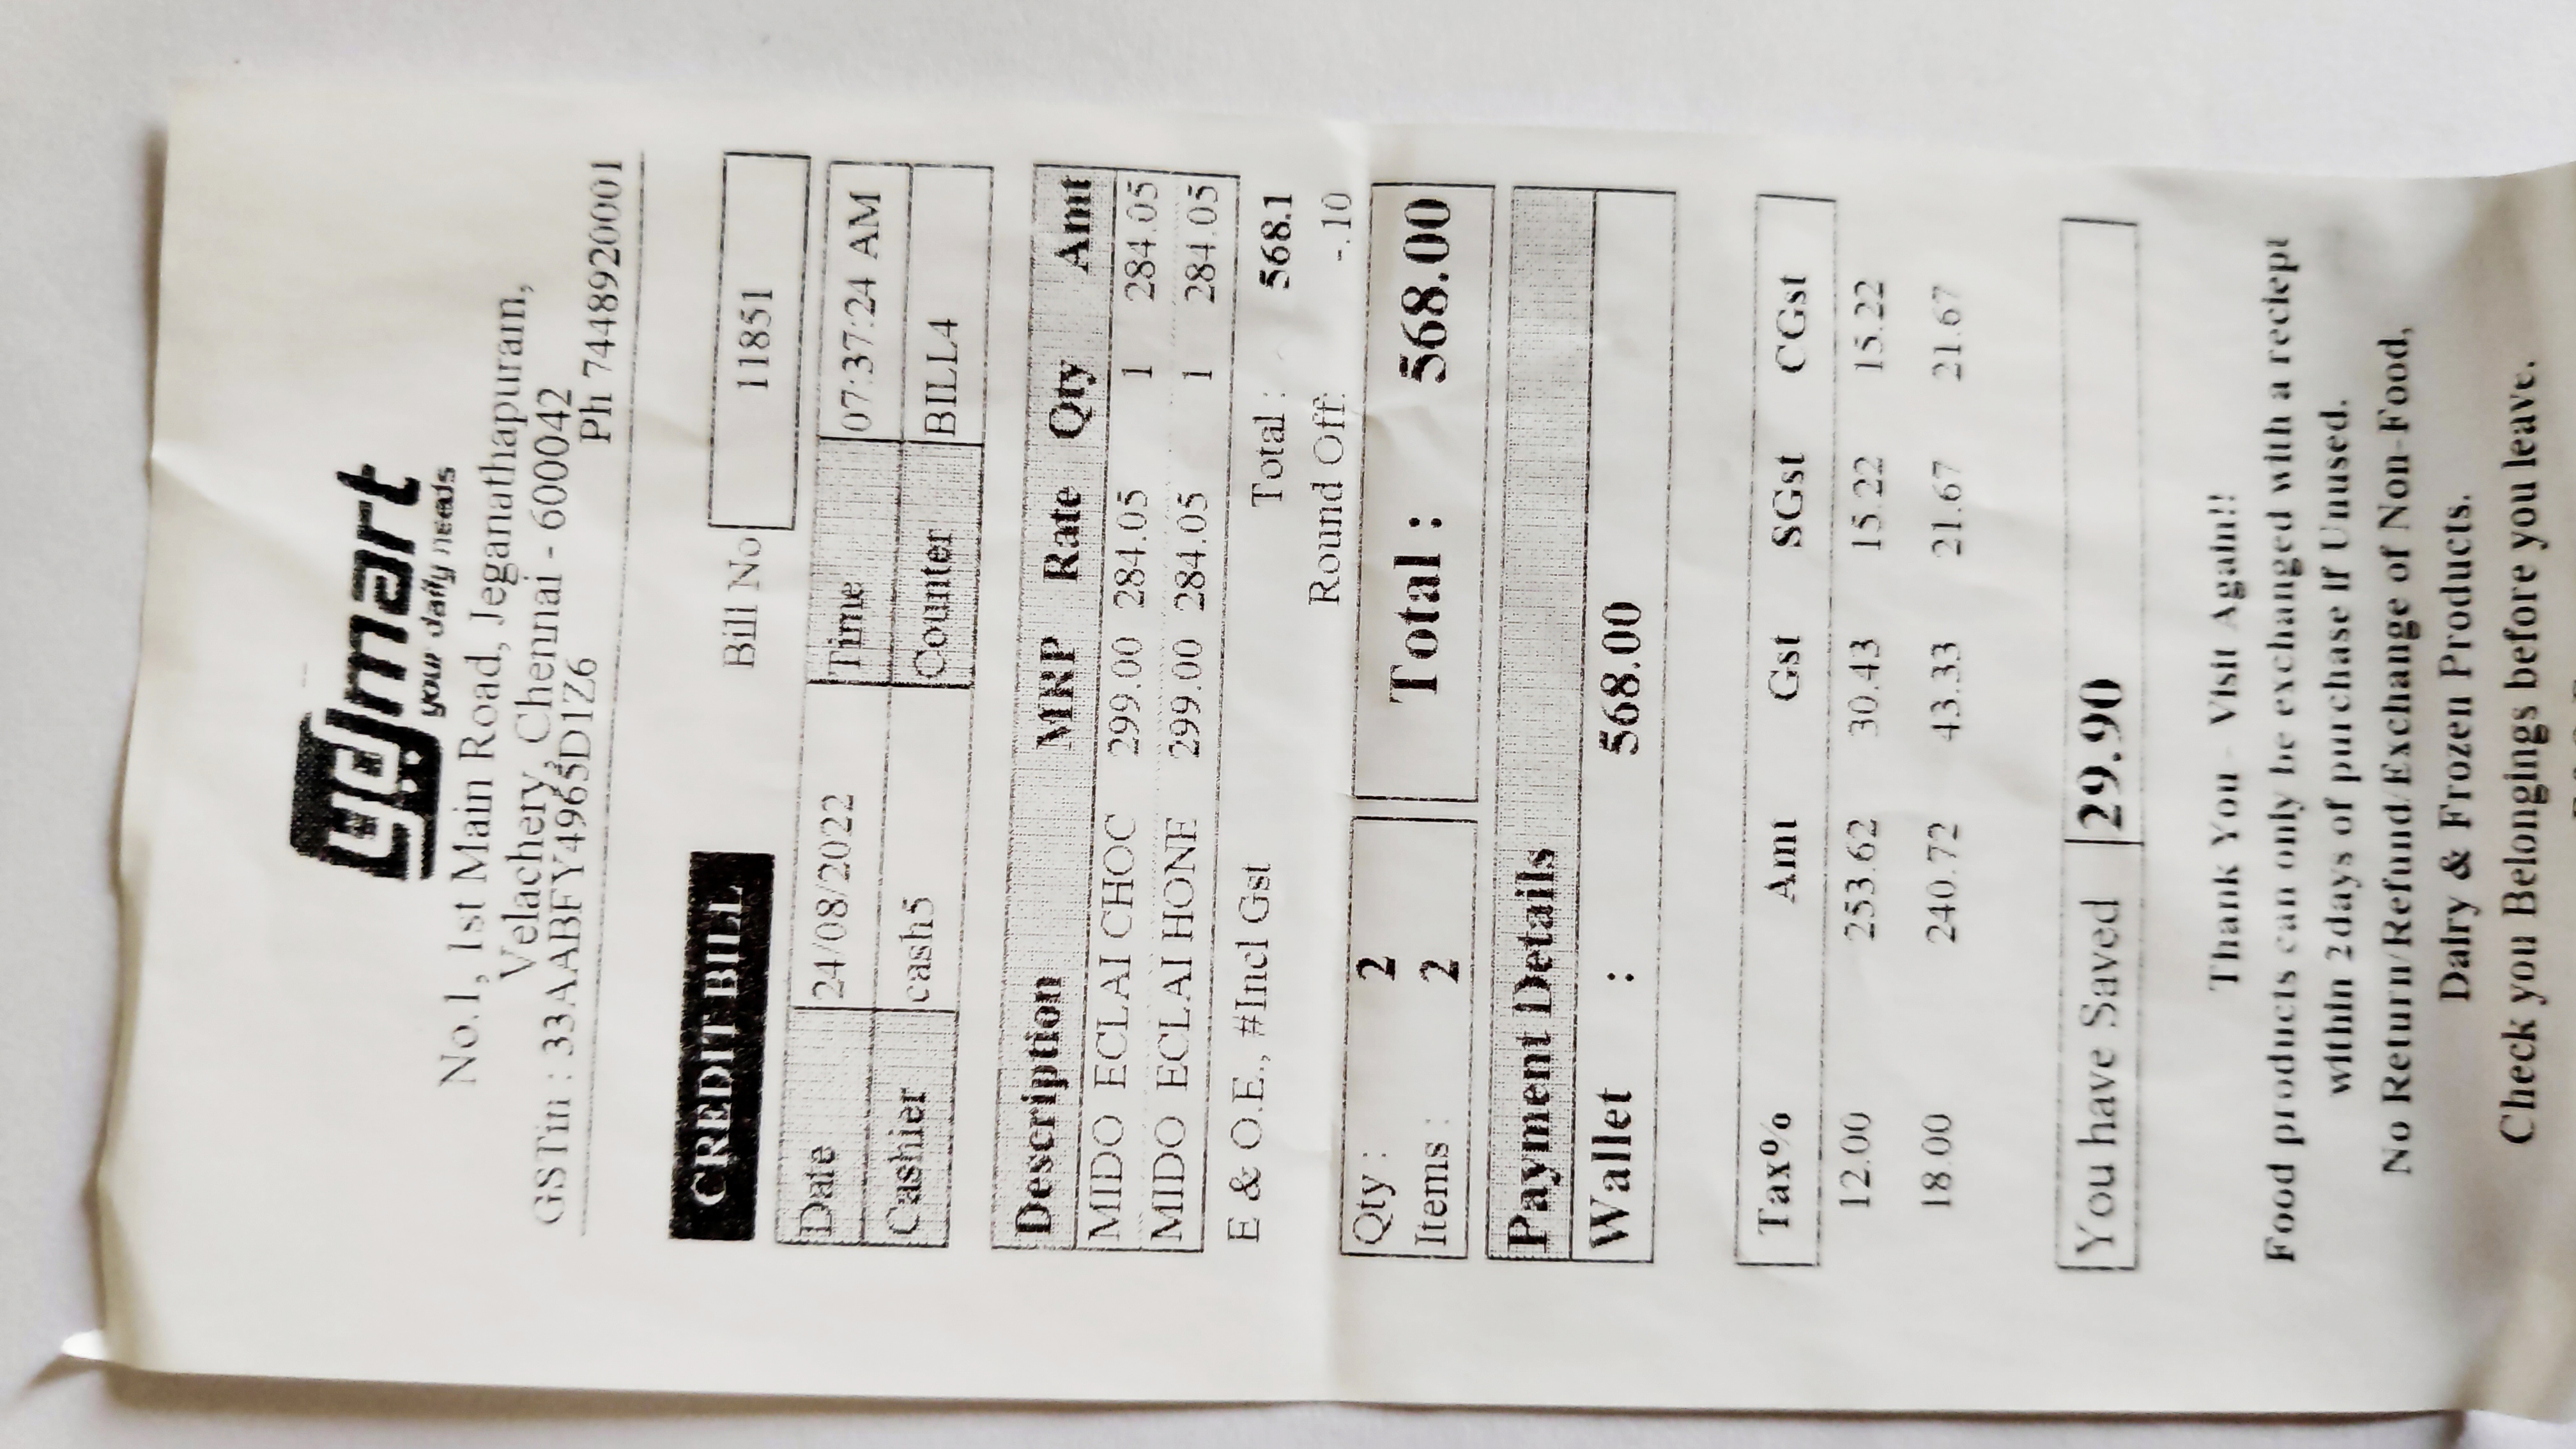 ydmart
your daily needs
No.1, 1st Main Road, Jeganathapuram,
Velachery, Chennai - 600042
GSTin : 33AABFY4965D1Z6 Ph 7448920001
CREDIT BILL Bill No 11851
Date 24/08/2022 Time 07:37:24 AM
Cashier cash5 Counter BILL4
Description MRP Rate Qty Amt
MIDO ECLAI CHOC 299.00 284.05 1 284.05
MIDO ECLAI HONE 299.00 284.05 1 284.05
E & O.E., #Incl Gst Total : 568.1
Round Off: -.10
Qty : 2
Items : 2
Total : 568.00
Payment Details
Wallet : 568.00
Tax% Amt Gst SGst CGst
12.00 253.62 30.43 15.22 15.22
18.00 240.72 43.33 21.67 21.67
You have Saved 29.90
Thank You - Visit Again!!
Food products can only be exchanged with a reciept
within 2days of purchase if Unused.
No Return/Refund/Exchange of Non-Food,
Dairy & Frozen Products.
Check you Belongings before you leave.